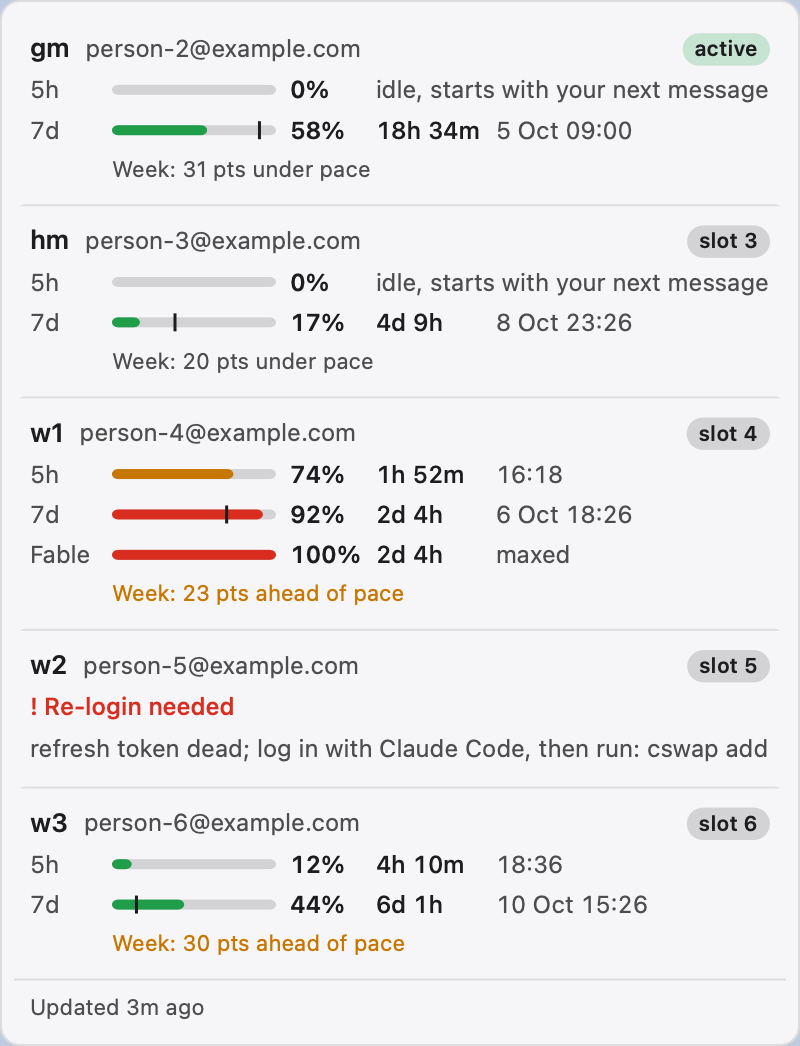 gm person-2@example.com active
5h 0% idle, starts with your next message
7d 58% 18h 34m 5 Oct 09:00
Week: 31 pts under pace
hm person-3@example.com slot 3
5h 0% idle, starts with your next message
7d 17% 4d 9h 8 Oct 23:26
Week: 20 pts under pace
w1 person-4@example.com slot 4
5h 74% 1h 52m 16:18
7d 92% 2d 4h 6 Oct 18:26
Fable 100% 2d 4h maxed
Week: 23 pts ahead of pace
w2 person-5@example.com slot 5
! Re-login needed
refresh token dead; log in with Claude Code, then run: cswap add
w3 person-6@example.com slot 6
5h 12% 4h 10m 18:36
7d 44% 6d 1h 10 Oct 15:26
Week: 30 pts ahead of pace
Updated 3m ago